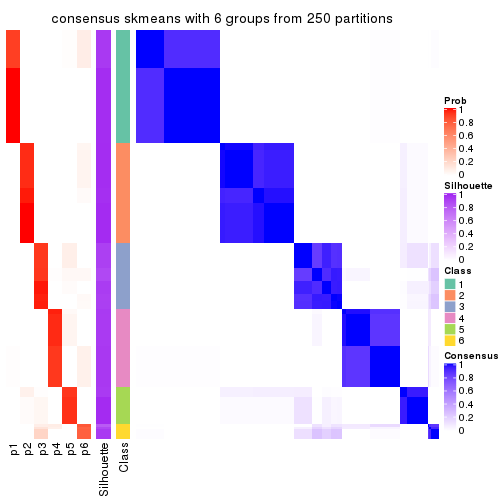 consensus skmeans with 6 groups from 250 partitions
Prob
1
0.8
0.6
0.4
0.2
0
Silhouette
1
0.8
0.6
0.4
0.2
0
Class
1
2
3
4
5
6
Consensus
1
0.8
0.6
0.4
0.2
0
p1
p2
p3
p4
p5
p6
Silhouette
Class